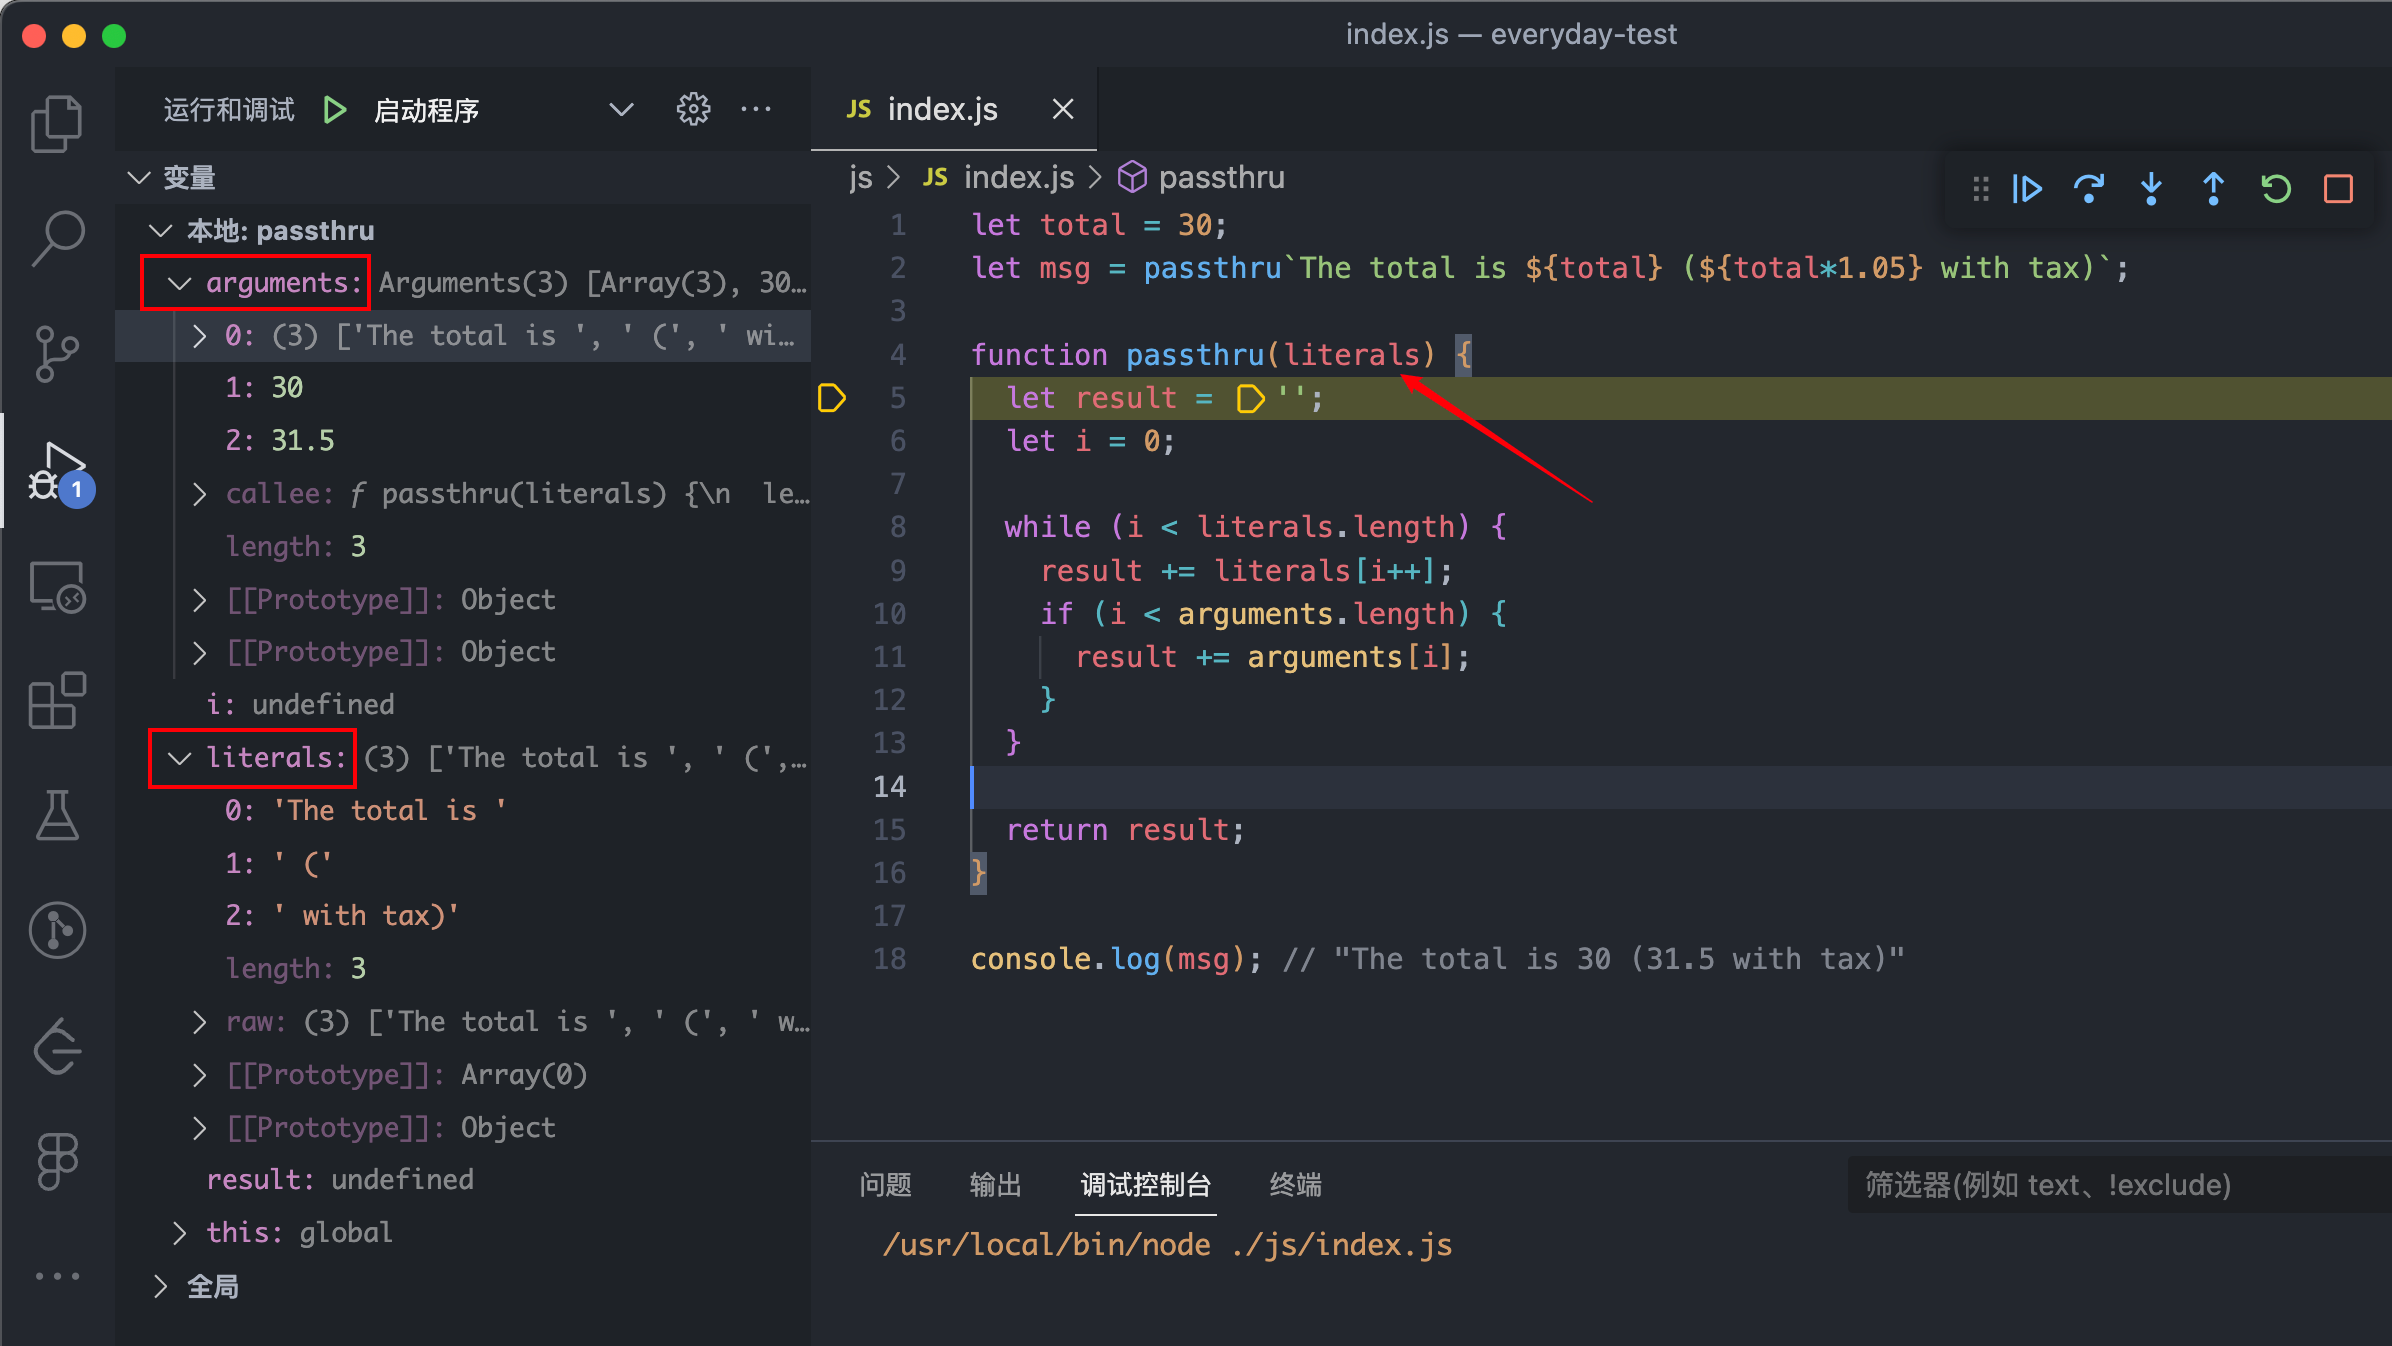 index.js — everyday-test
运行和调试 启动程序 ···
变量
本地: passthru
arguments: Arguments(3) [Array(3), 30…
0: (3) ['The total is ', ' (', ' wi…
1: 30
2: 31.5
callee: ƒ passthru(literals) {\n  le…
length: 3
[[Prototype]]: Object
[[Prototype]]: Object
i: undefined
literals: (3) ['The total is ', ' (',…
0: 'The total is '
1: ' ('
2: ' with tax)'
length: 3
raw: (3) ['The total is ', ' (', ' w…
[[Prototype]]: Array(0)
[[Prototype]]: Object
result: undefined
this: global
全局
1
JS index.js
js > JS index.js > passthru
1 let total = 30;
2 let msg = passthru`The total is ${total} (${total*1.05} with tax)`;
3
4 function passthru(literals) {
5   let result = '';
6   let i = 0;
7
8   while (i < literals.length) {
9     result += literals[i++];
10     if (i < arguments.length) {
11       result += arguments[i];
12     }
13   }
14
15   return result;
16 }
17
18 console.log(msg); // "The total is 30 (31.5 with tax)"
问题 输出 调试控制台 终端 筛选器(例如 text、!exclude)
/usr/local/bin/node ./js/index.js